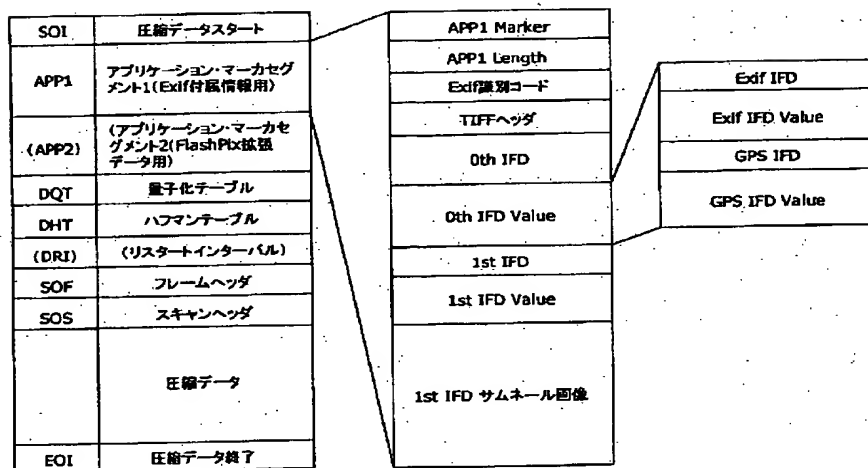 SOI 圧縮データスタート
APP1 アプリケーション・マーカセグ
メント1(Exif付属情報用)
(APP2) (アプリケーション・マーカセ
グメント2(FlashPix拡張
データ用)
DQT 量子化テーブル
DHT ハフマンテーブル
(DRI) (リスタートインターバル)
SOF フレームヘッダ
SOS スキャンヘッダ
圧縮データ
EOI 圧縮データ終了
APP1 Marker
APP1 Length
Exif識別コード
TIFFヘッダ
0th IFD
0th IFD Value
1st IFD
1st IFD Value
1st IFD サムネール画像
Exif IFD
Exif IFD Value
GPS IFD
GPS IFD Value